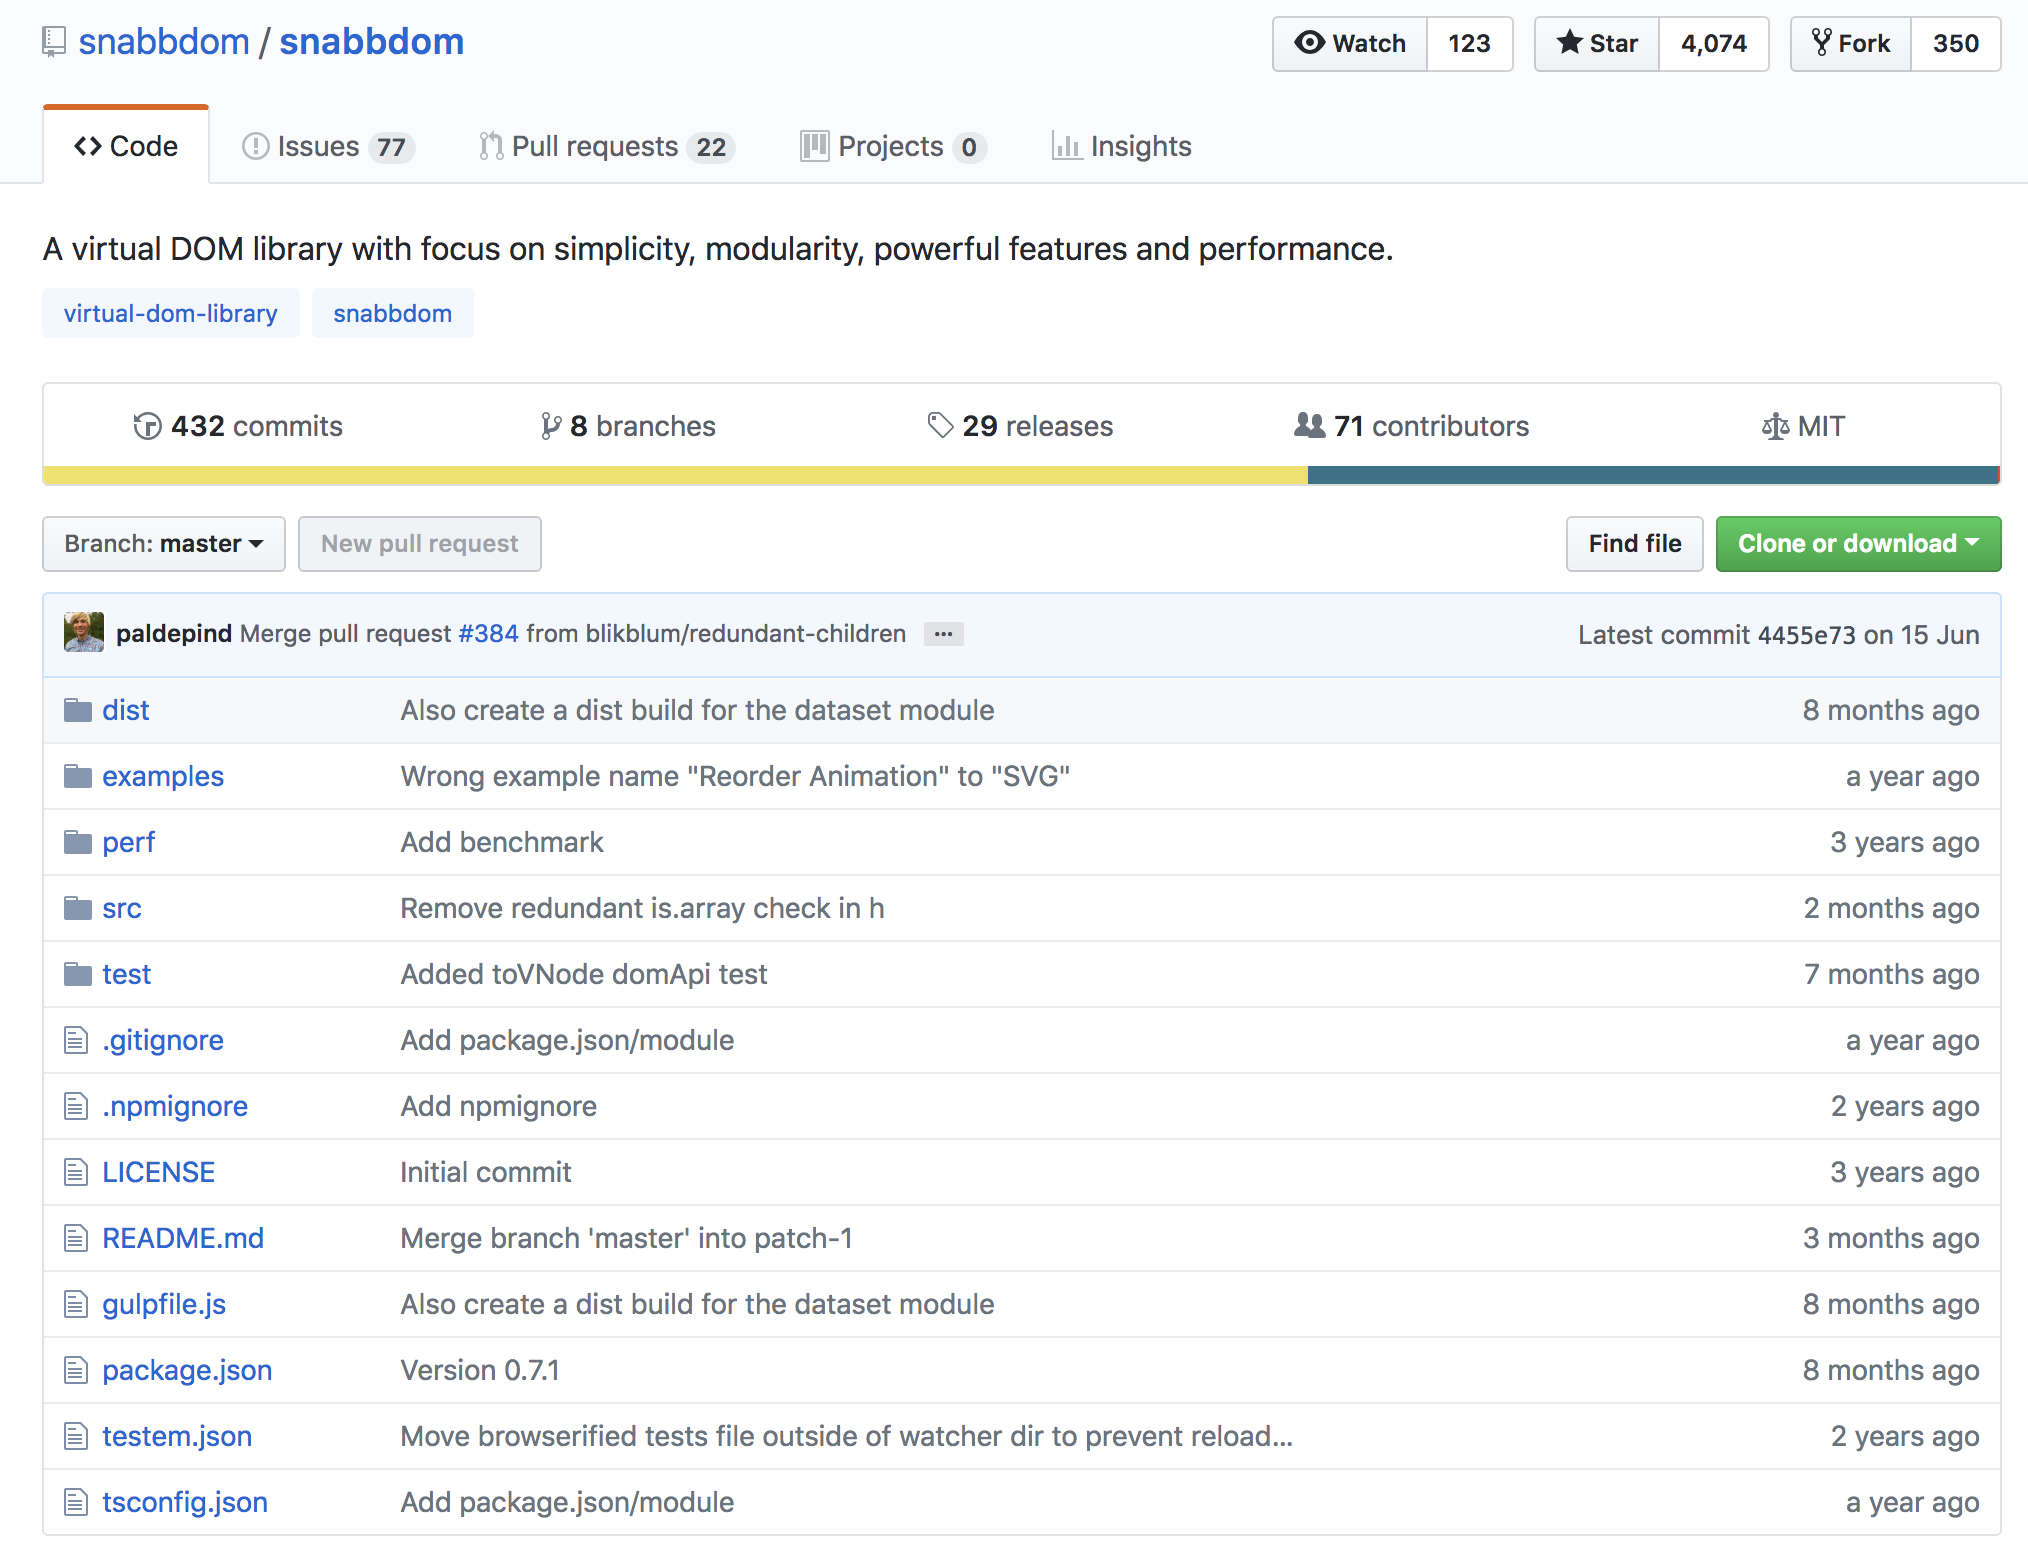 snabbdom / snabbdom Watch 123 Star 4,074 Fork 350
Code Issues 77 Pull requests 22 Projects 0 Insights
A virtual DOM library with focus on simplicity, modularity, powerful features and performance.
virtual-dom-library snabbdom
432 commits 8 branches 29 releases 71 contributors MIT
Branch: master New pull request Find file Clone or download
paldepind Merge pull request #384 from blikblum/redundant-children ... Latest commit 4455e73 on 15 Jun
dist Also create a dist build for the dataset module 8 months ago
examples Wrong example name "Reorder Animation" to "SVG" a year ago
perf Add benchmark 3 years ago
src Remove redundant is.array check in h 2 months ago
test Added toVNode domApi test 7 months ago
.gitignore Add package.json/module a year ago
.npmignore Add npmignore 2 years ago
LICENSE Initial commit 3 years ago
README.md Merge branch 'master' into patch-1 3 months ago
gulpfile.js Also create a dist build for the dataset module 8 months ago
package.json Version 0.7.1 8 months ago
testem.json Move browserified tests file outside of watcher dir to prevent reload... 2 years ago
tsconfig.json Add package.json/module a year ago